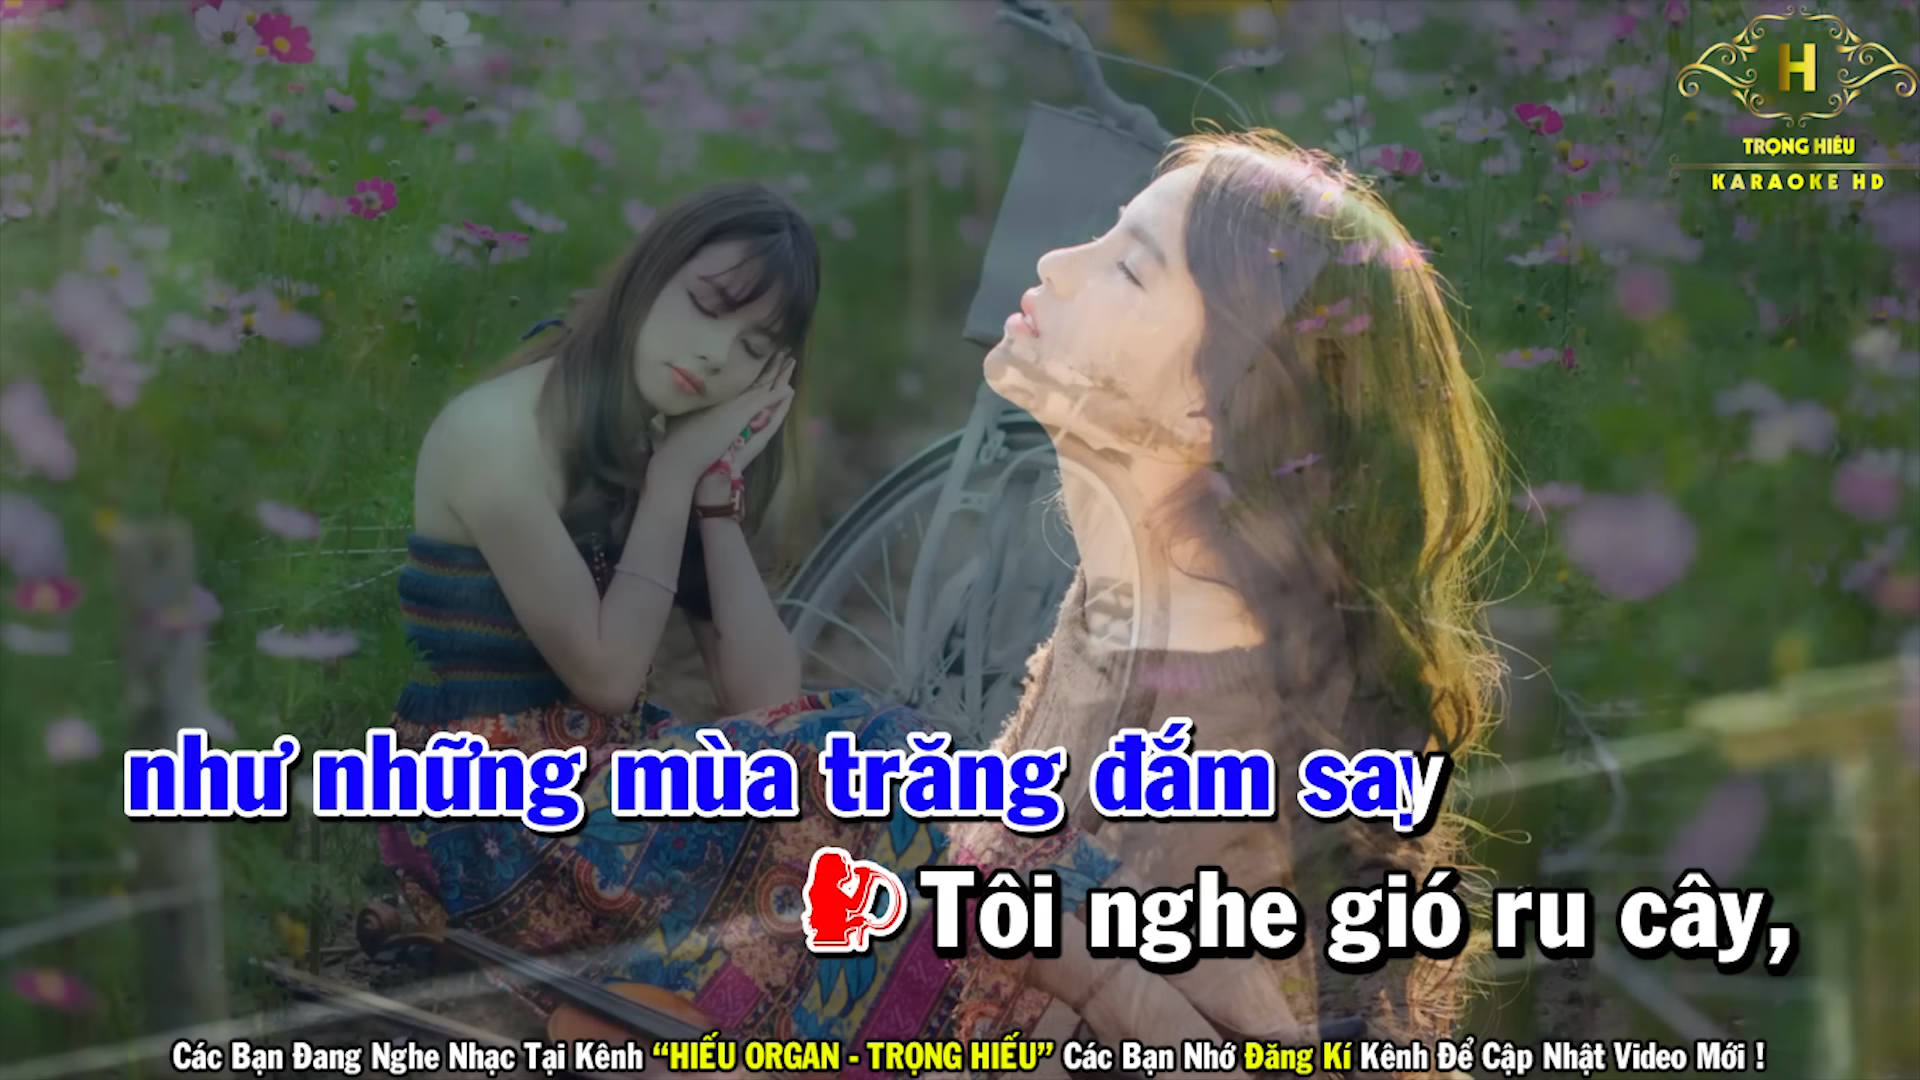 H
TRỌNG HIẾU
KARAOKE HD
như những mùa trăng đắm say
Tôi nghe gió ru cây,
Các Bạn Đang Nghe Nhạc Tại Kênh “HIẾU ORGAN - TRỌNG HIẾU” Các Bạn Nhớ Đăng Kí Kênh Để Cập Nhật Video Mới !